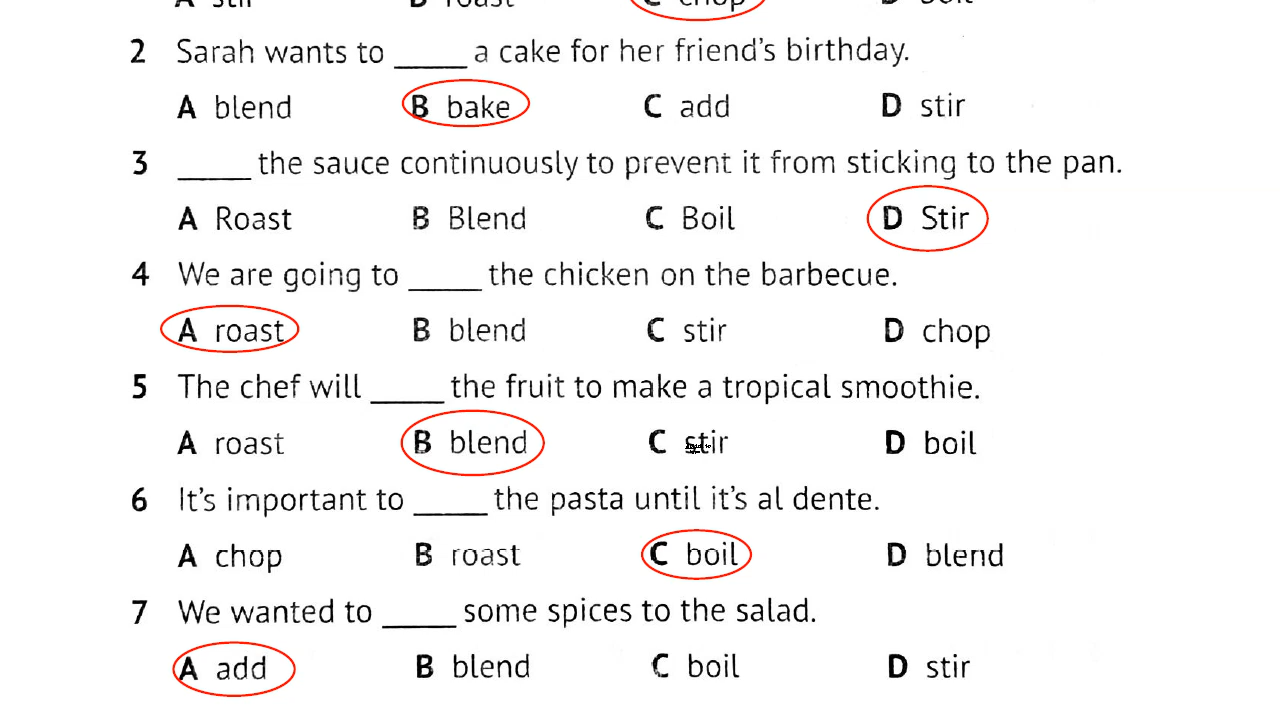 A stir B roast C chop D boil
2 Sarah wants to _____ a cake for her friend's birthday.
A blend B bake C add D stir
3 _____ the sauce continuously to prevent it from sticking to the pan.
A Roast B Blend C Boil D Stir
4 We are going to _____ the chicken on the barbecue.
A roast B blend C stir D chop
5 The chef will _____ the fruit to make a tropical smoothie.
A roast B blend C stir D boil
6 It's important to _____ the pasta until it's al dente.
A chop B roast C boil D blend
7 We wanted to _____ some spices to the salad.
A add B blend C boil D stir